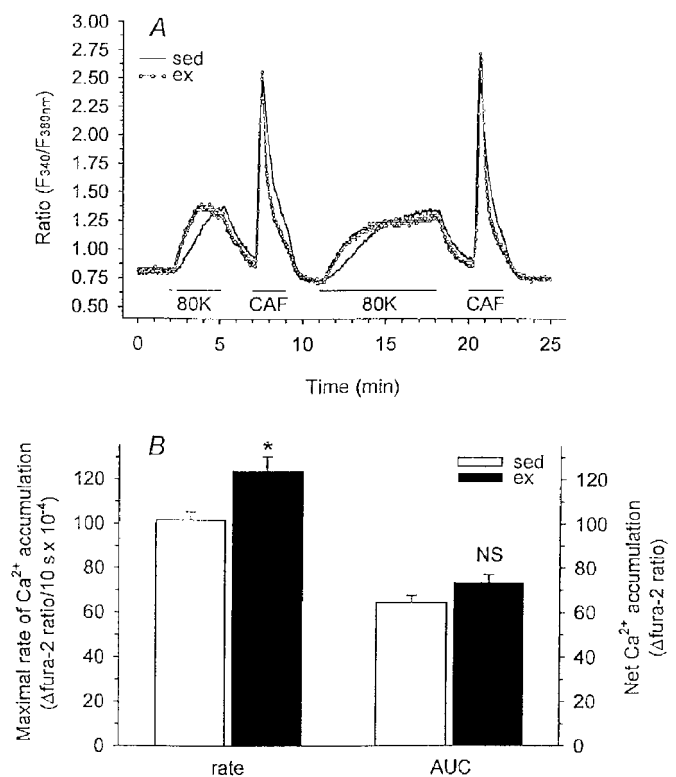 A
sed
ex
Ratio (F340/F380nm)
3.00
2.75
2.50
2.25
2.00
1.75
1.50
1.25
1.00
0.75
0.50
80K CAF 80K CAF
0 5 10 15 20 25
Time (min)
B
sed
ex
Maximal rate of Ca2+ accumulation
(Δfura-2 ratio/10 s x 10-4)
120
100
80
60
40
20
0
*
NS
120
100
80
60
40
20
0
Net Ca2+ accumulation
(Δfura-2 ratio)
rate AUC